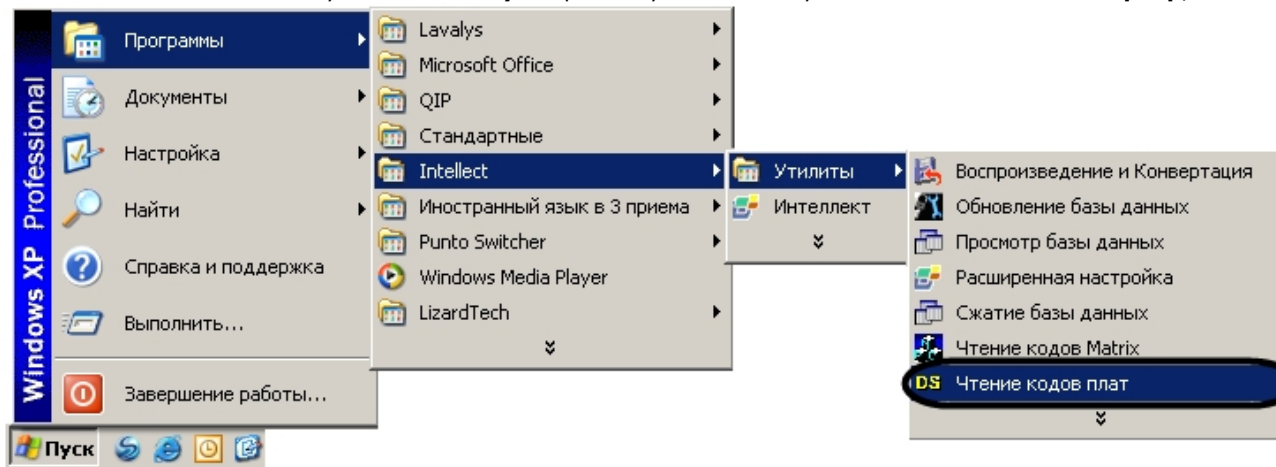 Windows XP Professional
Программы
Документы
Настройка
Найти
Справка и поддержка
Выполнить...
Завершение работы...
Пуск
Lavalys
Microsoft Office
QIP
Стандартные
Intellect
Иностранный язык в 3 приема
Punto Switcher
Windows Media Player
LizardTech
Утилиты
Интеллект
Воспроизведение и Конвертация
Обновление базы данных
Просмотр базы данных
Расширенная настройка
Сжатие базы данных
Чтение кодов Matrix
DS Чтение кодов плат